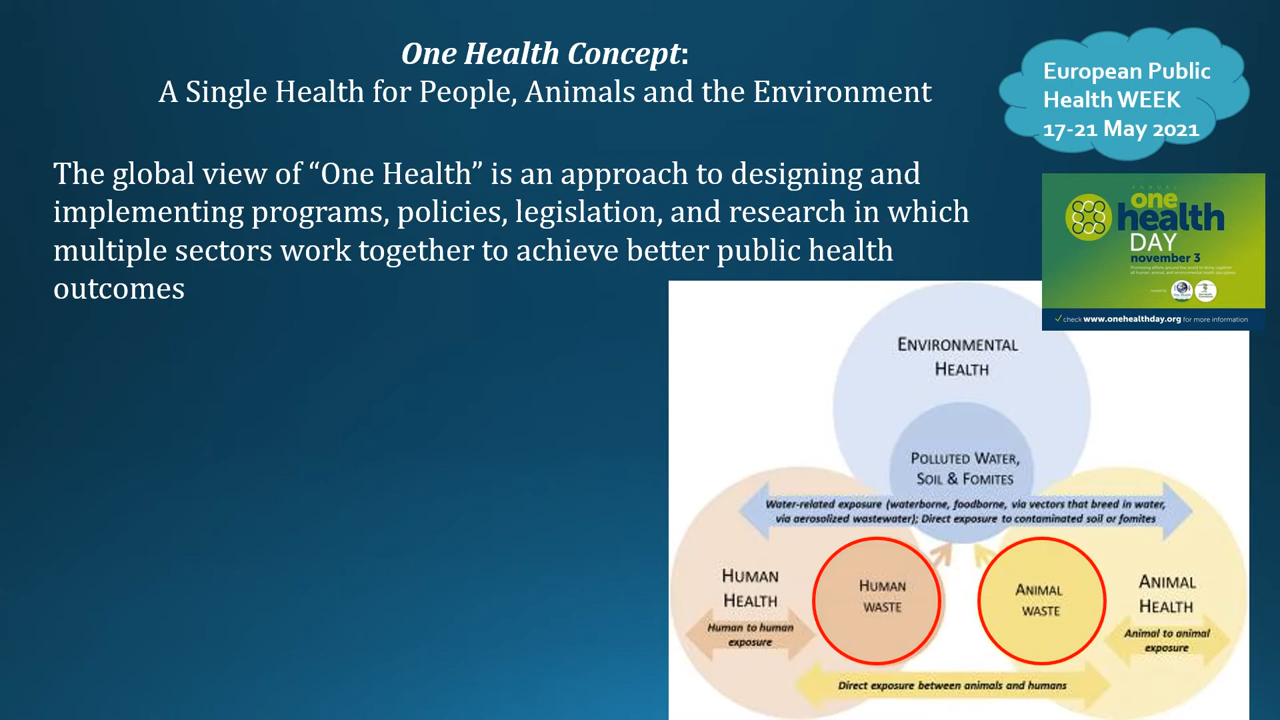 One Health Concept:
A Single Health for People, Animals and the Environment
European Public
Health WEEK
17-21 May 2021
The global view of “One Health” is an approach to designing and
implementing programs, policies, legislation, and research in which
multiple sectors work together to achieve better public health
outcomes
ANNUAL
one
health
DAY
november 3
check www.onehealthday.org for more information
ENVIRONMENTAL
HEALTH
POLLUTED WATER,
SOIL & FOMITES
Water-related exposure (waterborne, foodborne, via vectors that breed in water,
via aerosolized wastewater); Direct exposure to contaminated soil or fomites
HUMAN
HEALTH
Human to human
exposure
HUMAN
WASTE
ANIMAL
WASTE
ANIMAL
HEALTH
Animal to animal
exposure
Direct exposure between animals and humans